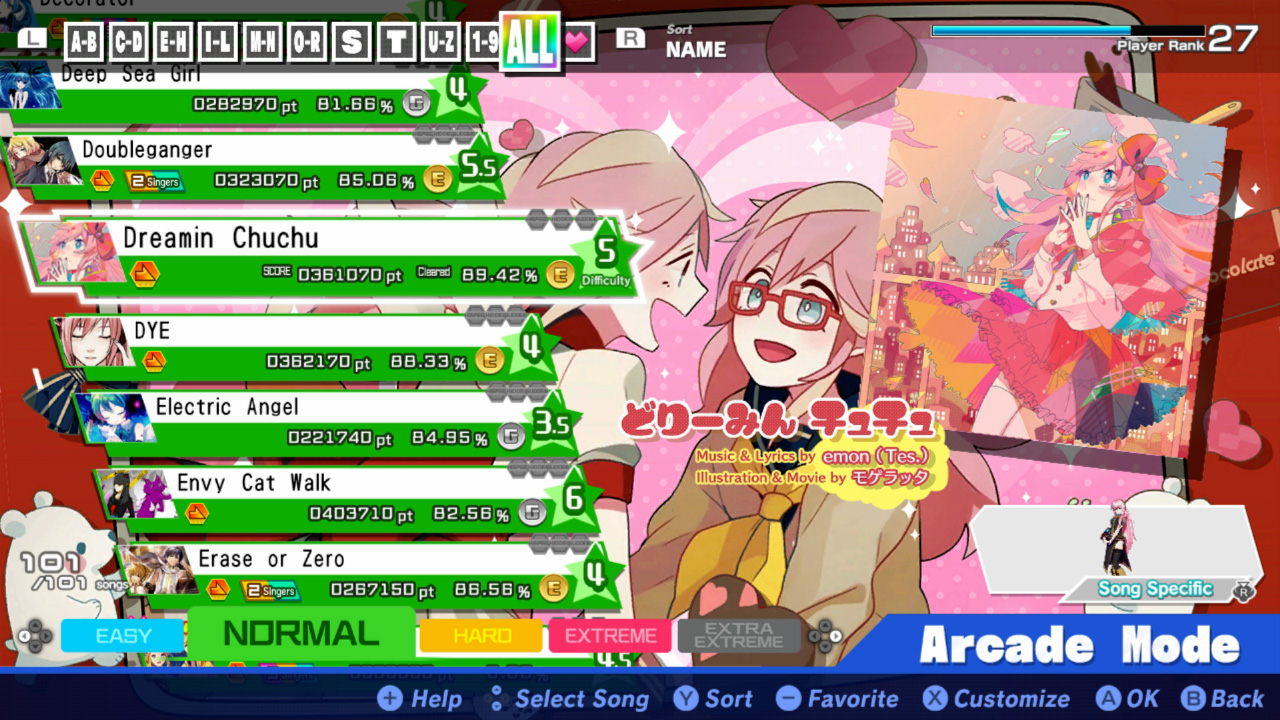 Decorator
4
L
A-B C-D E-H I-L M-N O-R S T U-Z 1-9 ALL
R
Sort
NAME
Player Rank 27
Deep Sea Girl
0282970 pt 81.66 % G
4
Doubleganger
2 Singers 0323070 pt 85.06 % E
5.5
Dreamin Chuchu
SCORE 0361070 pt Cleared 89.42 % E
5
Difficulty
DYE
0362170 pt 88.33 % E
4
Electric Angel
0221740 pt 84.95 % G
3.5
Envy Cat Walk
0403710 pt 82.56 % G
6
Erase or Zero
2 Singers 0267150 pt 86.56 % E
4
4.5
101
/101 songs
どりーみん チュチュ
Music & Lyrics by emon (Tes.)
Illustration & Movie by モゲラッタ
ocolate
Song Specific R
EASY NORMAL HARD EXTREME EXTRA EXTREME
Arcade Mode
+ Help Select Song Y Sort − Favorite X Customize A OK B Back